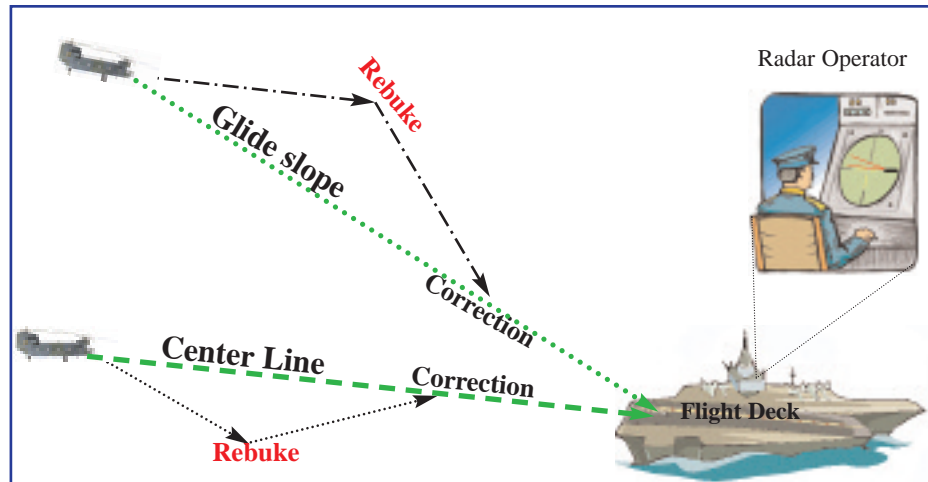 Radar Operator
Rebuke
Glide slope
Correction
Center Line
Correction
Flight Deck
Rebuke